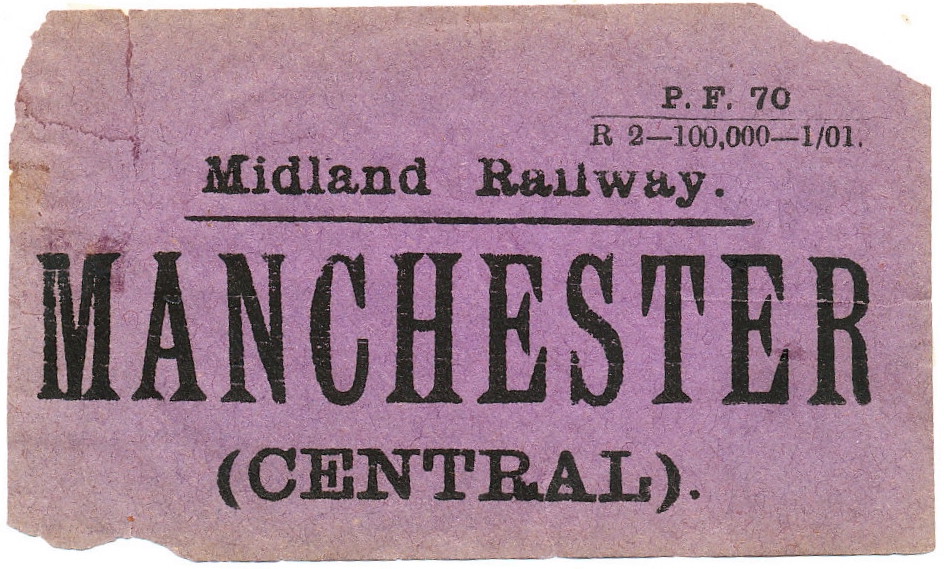 P. F. 70
R 2—100,000—1/01.
Midland Railway.
MANCHESTER
(CENTRAL).